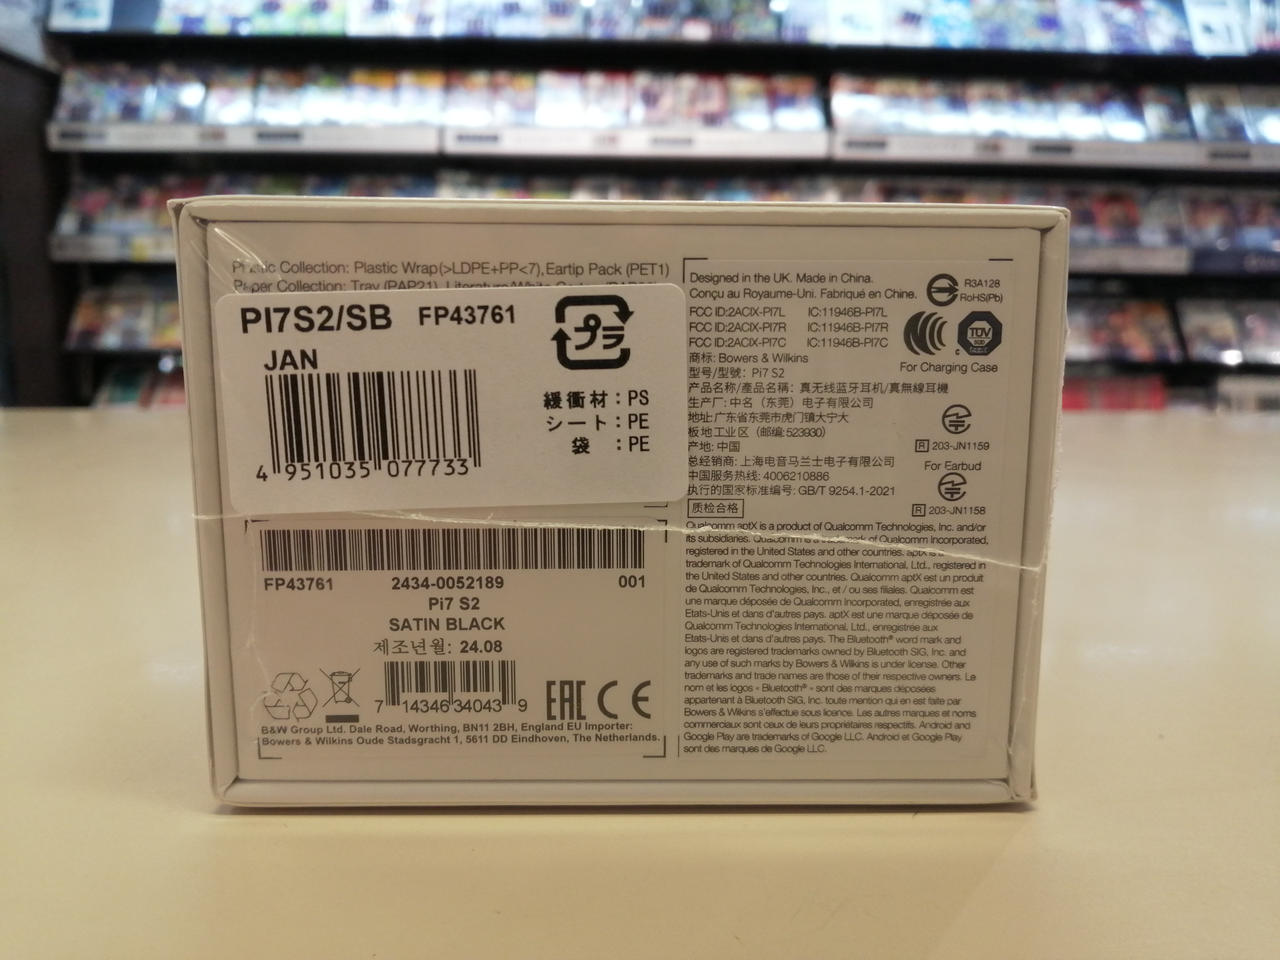 Plastic Collection: Plastic Wrap(>LDPE+PP<7), Eartip Pack (PET1)
Paper Collection: Tray (PAP21), Literature/White
PI7S2/SB FP43761
JAN
4 951035 077733
プラ
緩衝材：PS
シート：PE
袋：PE
FP43761 2434-0052189 001
Pi7 S2
SATIN BLACK
제조년월: 24.08
7 14346 34043 9
EAC CE
B&W Group Ltd. Dale Road, Worthing, BN11 2BH, England EU Importer:
Bowers & Wilkins Oude Stadsgracht 1, 5611 DD Eindhoven, The Netherlands.
Designed in the UK. Made in China.
Conçu au Royaume-Uni. Fabriqué en Chine.
FCC ID:2ACIX-PI7L IC:11946B-PI7L
FCC ID:2ACIX-PI7R IC:11946B-PI7R
FCC ID:2ACIX-PI7C IC:11946B-PI7C
商标: Bowers & Wilkins
型号/型號: Pi7 S2
产品名称/產品名稱: 真无线蓝牙耳机/真無線耳機
生产厂: 中名（东莞）电子有限公司
地址:广东省东莞市虎门镇大宁大
板地工业区（邮编:523930）
产地: 中国
总经销商: 上海电音马兰士电子有限公司
中国服务热线: 4006210886
执行的国家标准编号: GB/T 9254.1-2021
质检合格
R3A128
RoHS(Pb)
TÜV
For Charging Case
R 203-JN1159
For Earbud
R 203-JN1158
Qualcomm aptX is a product of Qualcomm Technologies, Inc. and/or
its subsidiaries. Qualcomm is a trademark of Qualcomm Incorporated,
registered in the United States and other countries. aptX is a
trademark of Qualcomm Technologies International, Ltd., registered in
the United States and other countries. Qualcomm aptX est un produit
de Qualcomm Technologies, Inc., et / ou ses filiales. Qualcomm est
une marque déposée de Qualcomm Incorporated, enregistrée aux
Etats-Unis et dans d'autres pays. aptX est une marque déposée de
Qualcomm Technologies International, Ltd., enregistrée aux
Etats-Unis et dans d'autres pays. The Bluetooth® word mark and
logos are registered trademarks owned by Bluetooth SIG, Inc. and
any use of such marks by Bowers & Wilkins is under license. Other
trademarks and trade names are those of their respective owners. Le
nom et les logos « Bluetooth® » sont des marques déposées
appartenant à Bluetooth SIG, Inc. toute mention qui en est faite par
Bowers & Wilkins s'effectue sous licence. Les autres marques et noms
commerciaux sont ceux de leurs propriétaires respectifs. Android and
Google Play are trademarks of Google LLC. Android et Google Play
sont des marques de Google LLC.